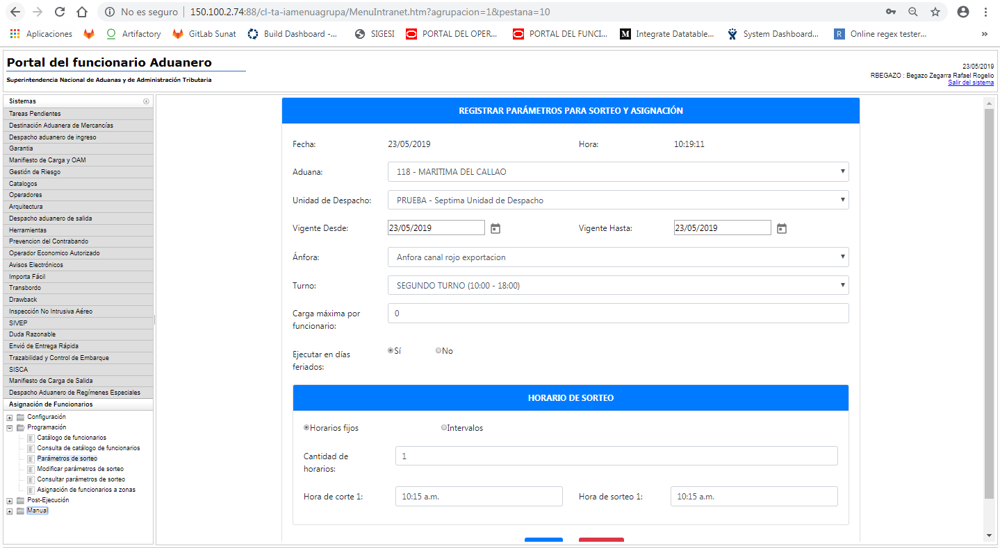 No es seguro 150.100.2.74:88/cl-ta-iamenuagrupa/MenuIntranet.htm?agrupacion=1&pestana=10
Aplicaciones Artifactory GitLab Sunat Build Dashboard -... SIGESI PORTAL DEL OPER... PORTAL DEL FUNCI... M Integrate Datatable... System Dashboard... R Online regex tester... »
Portal del funcionario Aduanero
Superintendencia Nacional de Aduanas y de Administración Tributaria
23/05/2019
RBEGAZO : Begazo Zegarra Rafael Rogelio
Salir del sistema
Sistemas
Tareas Pendientes
Destinación Aduanera de Mercancías
Despacho aduanero de ingreso
Garantia
Manifiesto de Carga y OAM
Gestión de Riesgo
Catalogos
Operadores
Arquitectura
Despacho aduanero de salida
Herramientas
Prevencion del Contrabando
Operador Economico Autorizado
Avisos Electrónicos
Importa Fácil
Transbordo
Drawback
Inspección No Intrusiva Aéreo
SIVEP
Duda Razonable
Envió de Entrega Rápida
Trazabilidad y Control de Embarque
SISCA
Manifiesto de Carga de Salida
Despacho Aduanero de Regímenes Especiales
Asignación de Funcionarios
Configuración
Programación
Catálogo de funcionarios
Consulta de catálogo de funcionarios
Parámetros de sorteo
Modificar parámetros de sorteo
Consultar parámetros de sorteo
Asignación de funcionarios a zonas
Post-Ejecución
Manual
REGISTRAR PARÁMETROS PARA SORTEO Y ASIGNACIÓN
Fecha: 23/05/2019 Hora: 10:19:11
Aduana: 118 - MARITIMA DEL CALLAO
Unidad de Despacho: PRUEBA - Septima Unidad de Despacho
Vigente Desde: 23/05/2019 Vigente Hasta: 23/05/2019
Ánfora: Anfora canal rojo exportacion
Turno: SEGUNDO TURNO (10:00 - 18:00)
Carga máxima por funcionario: 0
Ejecutar en días feriados: Sí No
HORARIO DE SORTEO
Horarios fijos Intervalos
Cantidad de horarios: 1
Hora de corte 1: 10:15 a.m. Hora de sorteo 1: 10:15 a.m.